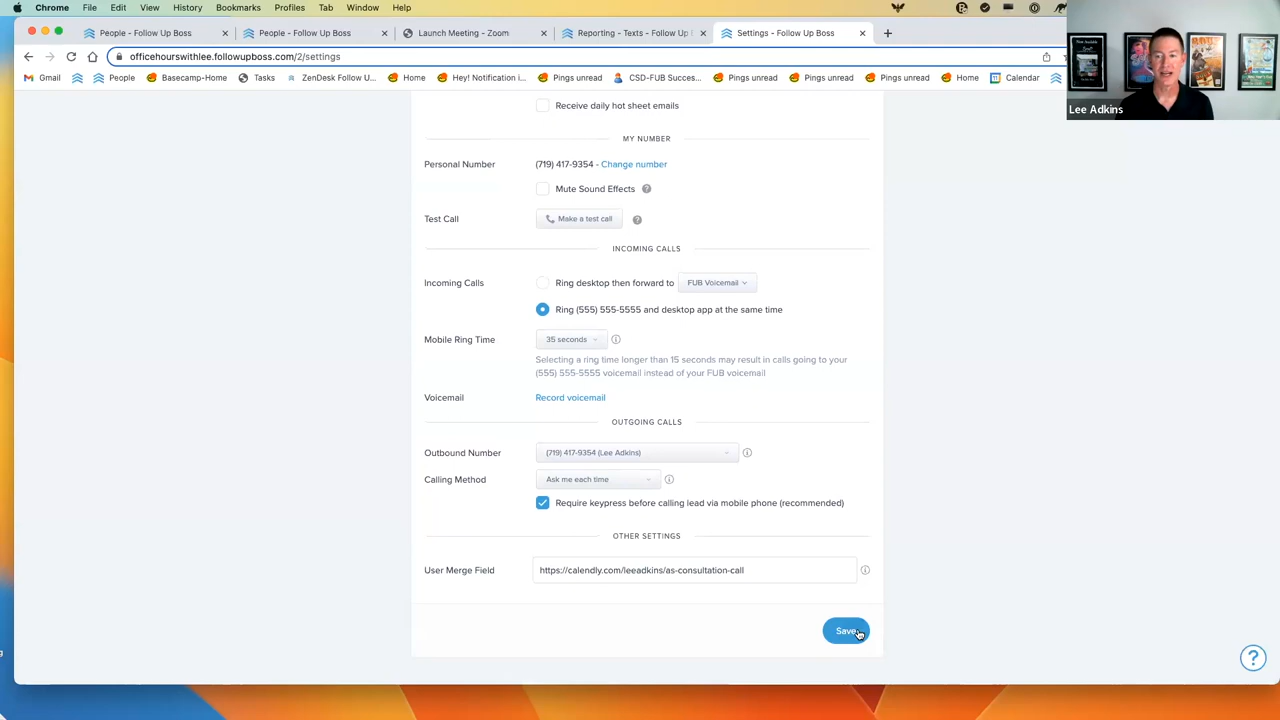 Chrome File Edit View History Bookmarks Profiles Tab Window Help
People - Follow Up Boss × People - Follow Up Boss × Launch Meeting - Zoom × Reporting - Texts - Follow Up × Settings - Follow Up Boss × +
officehourswithlee.followupboss.com/2/settings
Gmail People Basecamp-Home Tasks ZenDesk Follow U... Home Hey! Notification i... Pings unread CSD-FUB Succes... Pings unread Pings unread Pings unread Home Calendar
Lee Adkins
Receive daily hot sheet emails
MY NUMBER
Personal Number (719) 417-9354 - Change number
Mute Sound Effects ?
Test Call Make a test call ?
INCOMING CALLS
Incoming Calls Ring desktop then forward to FUB Voicemail
Ring (555) 555-5555 and desktop app at the same time
Mobile Ring Time 35 seconds
Selecting a ring time longer than 15 seconds may result in calls going to your
(555) 555-5555 voicemail instead of your FUB voicemail
Voicemail Record voicemail
OUTGOING CALLS
Outbound Number (719) 417-9354 (Lee Adkins)
Calling Method Ask me each time
Require keypress before calling lead via mobile phone (recommended)
OTHER SETTINGS
User Merge Field https://calendly.com/leeadkins/as-consultation-call
Save
?